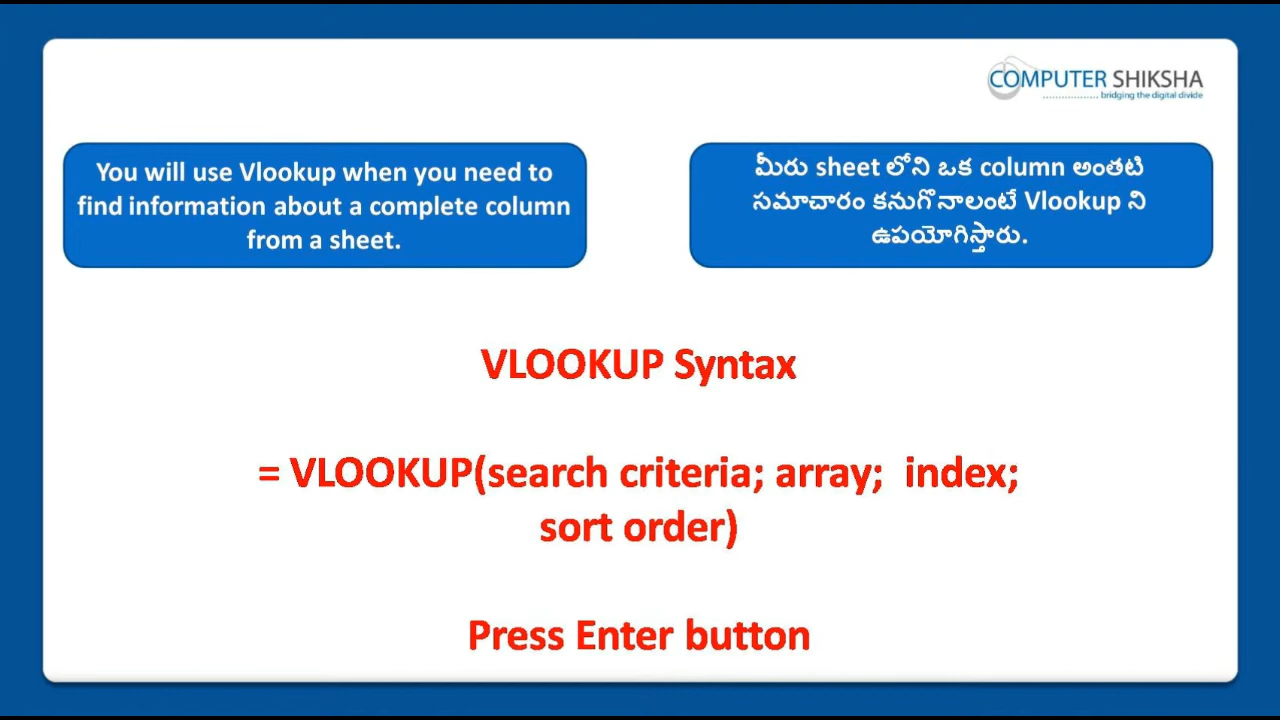 COMPUTER SHIKSHA
bridging the digital divide
You will use Vlookup when you need to
find information about a complete column
from a sheet.
మీరు sheet లోని ఒక column అంతటి
సమాచారం కనుగొనాలంటే Vlookup ని
ఉపయోగిస్తారు.
VLOOKUP Syntax
= VLOOKUP(search criteria; array; index;
sort order)
Press Enter button